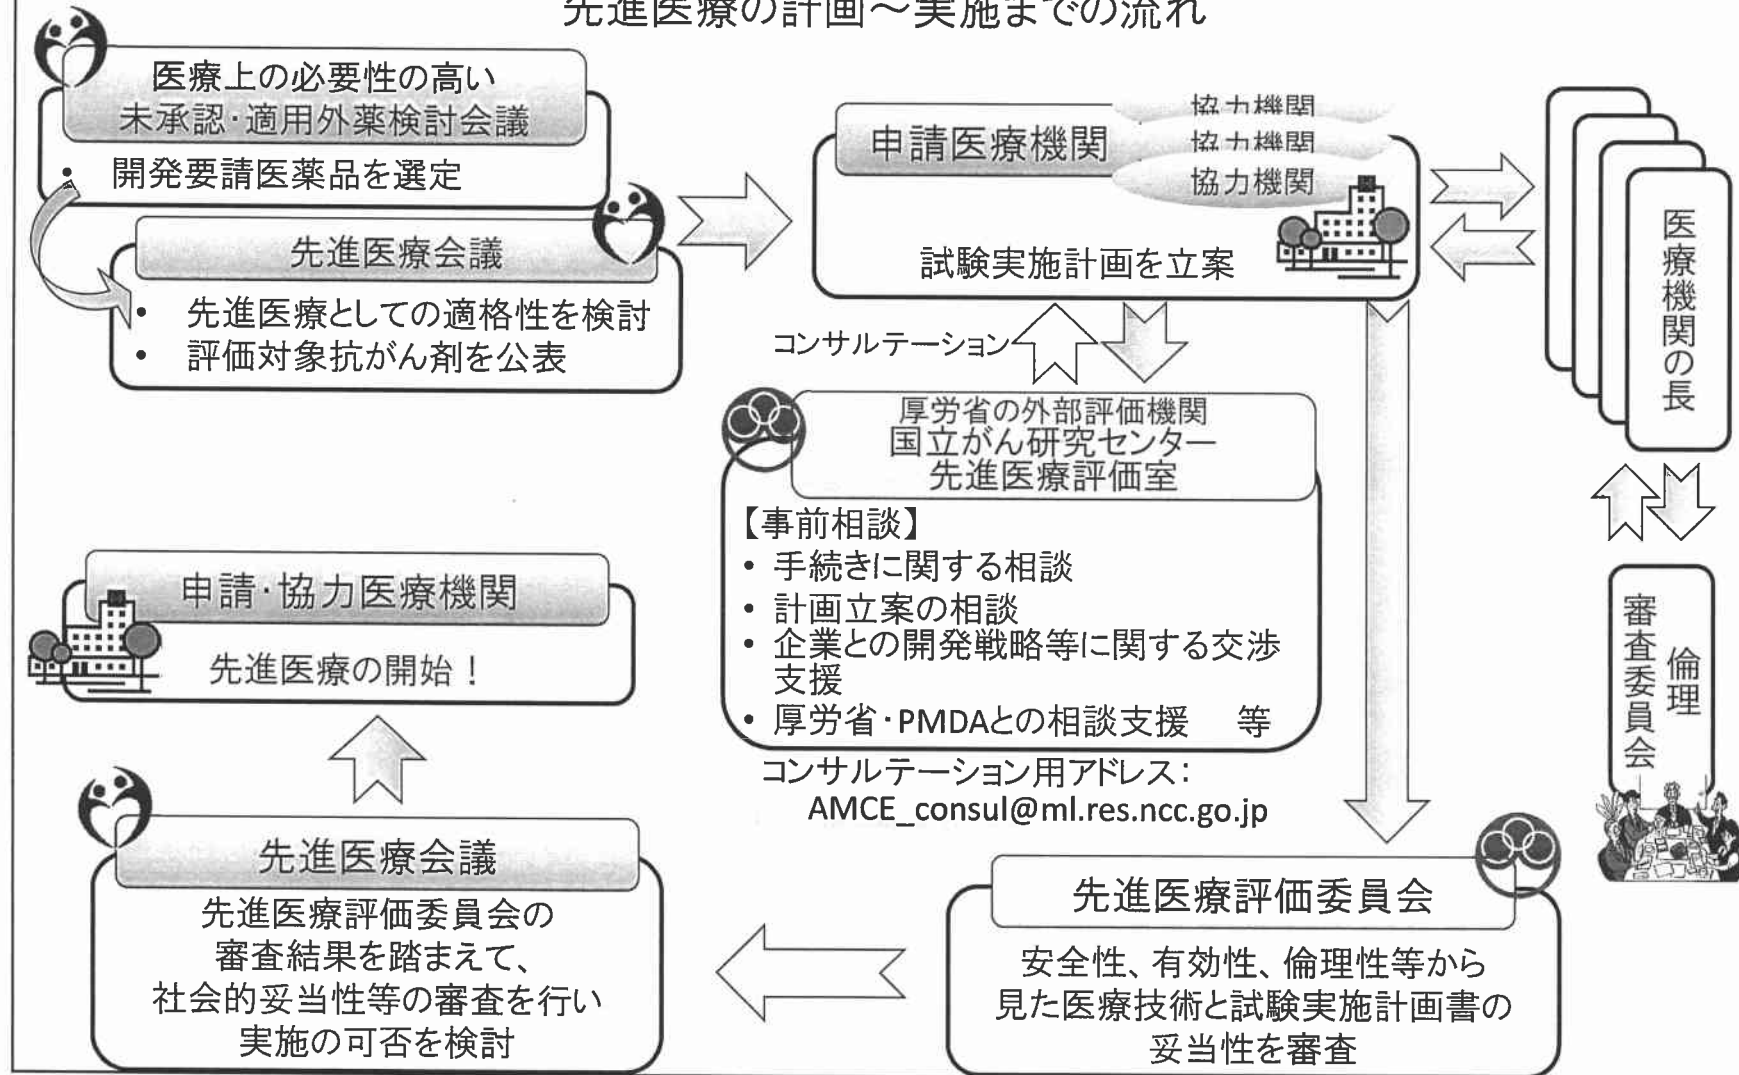 先進医療の計画～実施までの流れ
医療上の必要性の高い
未承認・適用外薬検討会議
• 開発要請医薬品を選定
先進医療会議
• 先進医療としての適格性を検討
• 評価対象抗がん剤を公表
申請医療機関
協力機関
協力機関
協力機関
試験実施計画を立案
医療機関の長
コンサルテーション
厚労省の外部評価機関
国立がん研究センター
先進医療評価室
【事前相談】
• 手続きに関する相談
• 計画立案の相談
• 企業との開発戦略等に関する交渉
支援
• 厚労省・PMDAとの相談支援　等
コンサルテーション用アドレス：
AMCE_consul@ml.res.ncc.go.jp
倫理
審査委員会
先進医療評価委員会
安全性、有効性、倫理性等から
見た医療技術と試験実施計画書の
妥当性を審査
先進医療会議
先進医療評価委員会の
審査結果を踏まえて、
社会的妥当性等の審査を行い
実施の可否を検討
申請・協力医療機関
先進医療の開始！